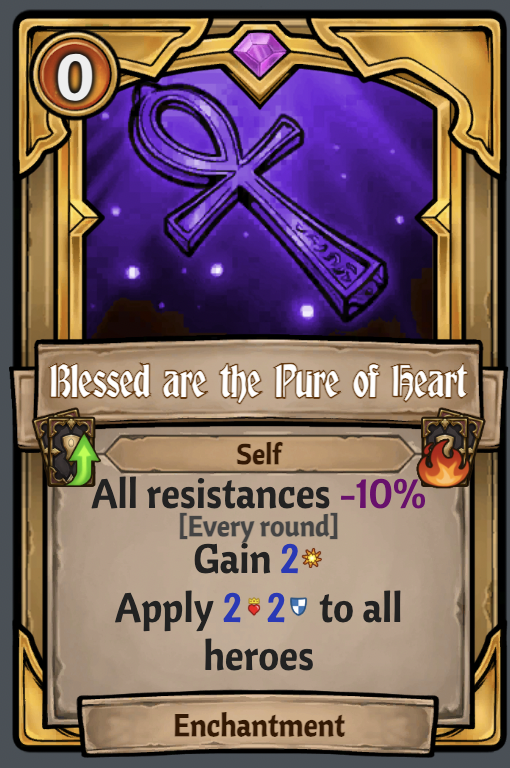 0
Blessed are the Pure of Heart
Self
All resistances -10%
[Every round]
Gain 2
Apply 2 2 to all
heroes
Enchantment